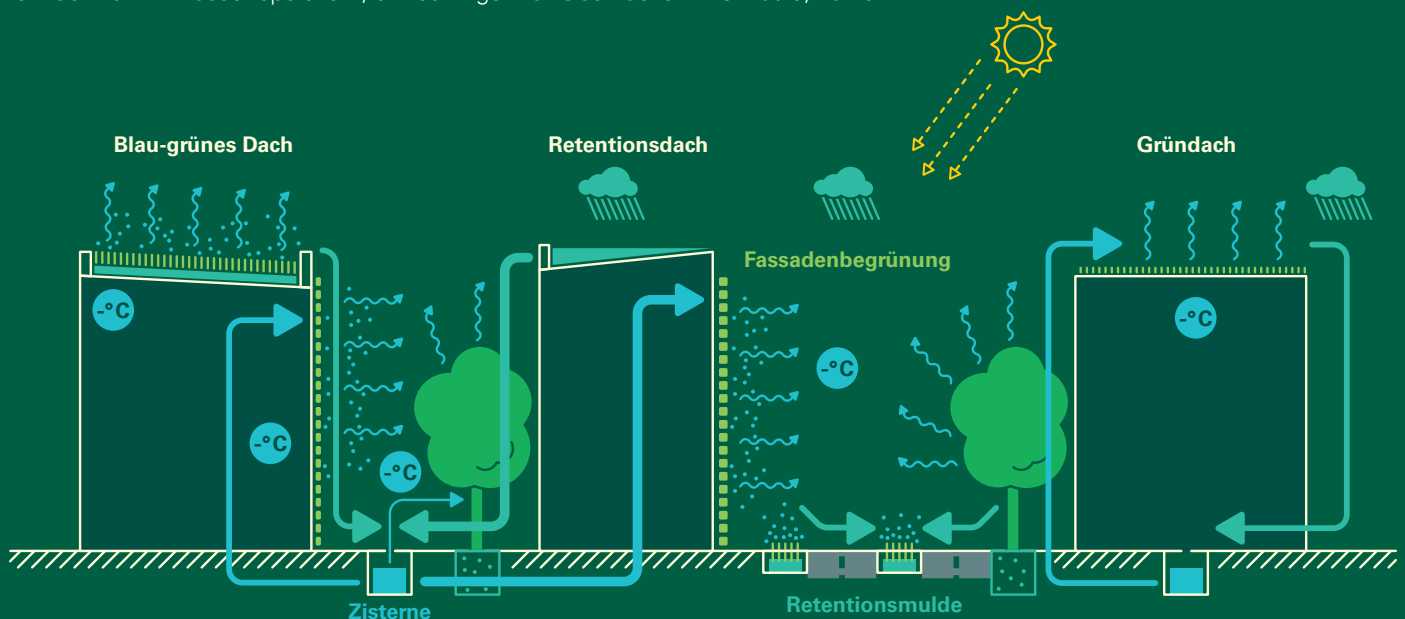 Blau-grünes Dach
Retentionsdach
Gründach
Fassadenbegrünung
-°C
-°C
-°C
-°C
-°C
Zisterne
Retentionsmulde